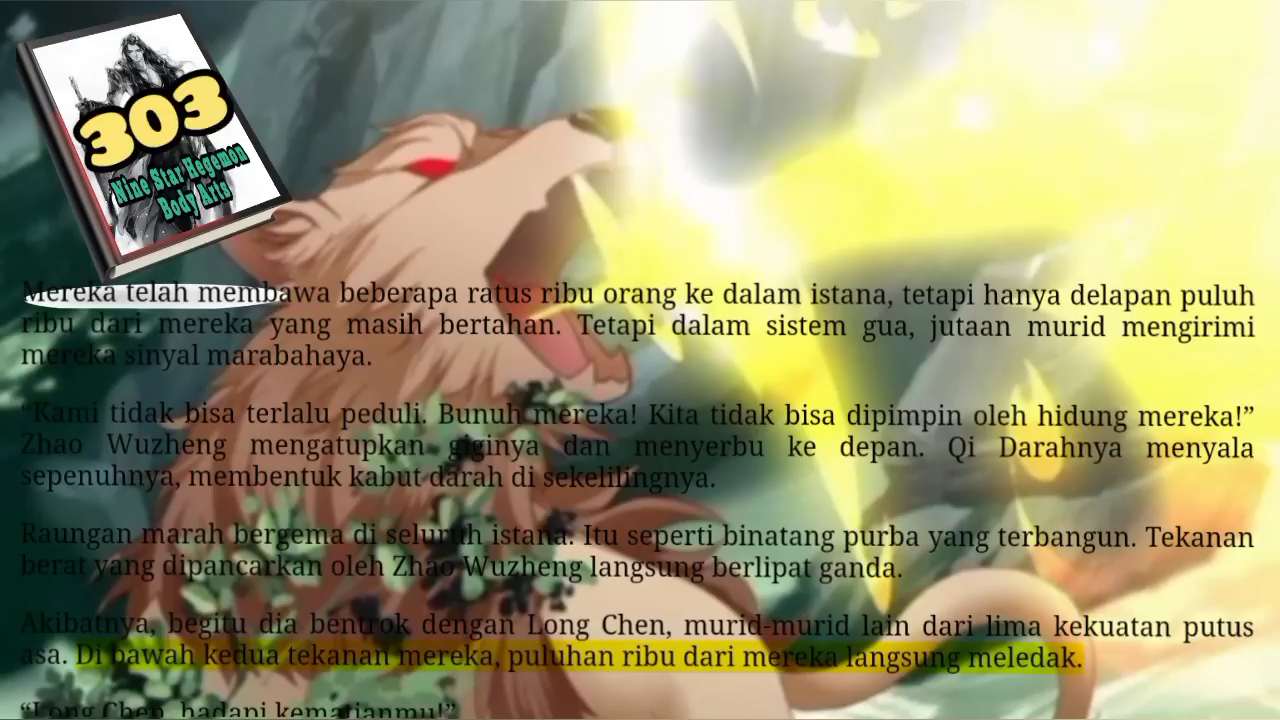 303
Nine Star Hegemon
Body Arts
Mereka telah membawa beberapa ratus ribu orang ke dalam istana, tetapi hanya delapan puluh
ribu dari mereka yang masih bertahan. Tetapi dalam sistem gua, jutaan murid mengirimi
mereka sinyal marabahaya.
“Kami tidak bisa terlalu peduli. Bunuh mereka! Kita tidak bisa dipimpin oleh hidung mereka!”
Zhao Wuzheng mengatupkan giginya dan menyerbu ke depan. Qi Darahnya menyala
sepenuhnya, membentuk kabut darah di sekelilingnya.
Raungan marah bergema di seluruh istana. Itu seperti binatang purba yang terbangun. Tekanan
berat yang dipancarkan oleh Zhao Wuzheng langsung berlipat ganda.
Akibatnya, begitu dia bentrok dengan Long Chen, murid-murid lain dari lima kekuatan putus
asa. Di bawah kedua tekanan mereka, puluhan ribu dari mereka langsung meledak.
“Long Chen, hadapi kematianmu!”